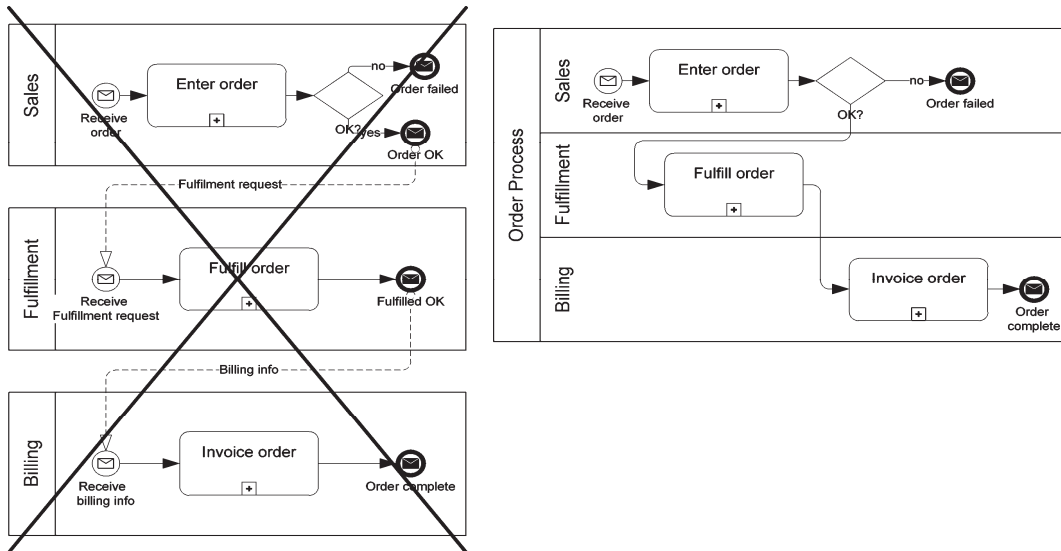 Sales
Enter order
no
Order failed
Receive
order
OK?
yes
Order OK
Fulfilment request
Fulfillment
Fulfill order
Receive
Fulfillment request
Fulfilled OK
Billing info
Billing
Invoice order
Receive
billing info
Order complete
Order Process
Sales
Enter order
no
Receive
order
OK?
Order failed
Fulfillment
Fulfill order
Billing
Invoice order
Order
complete